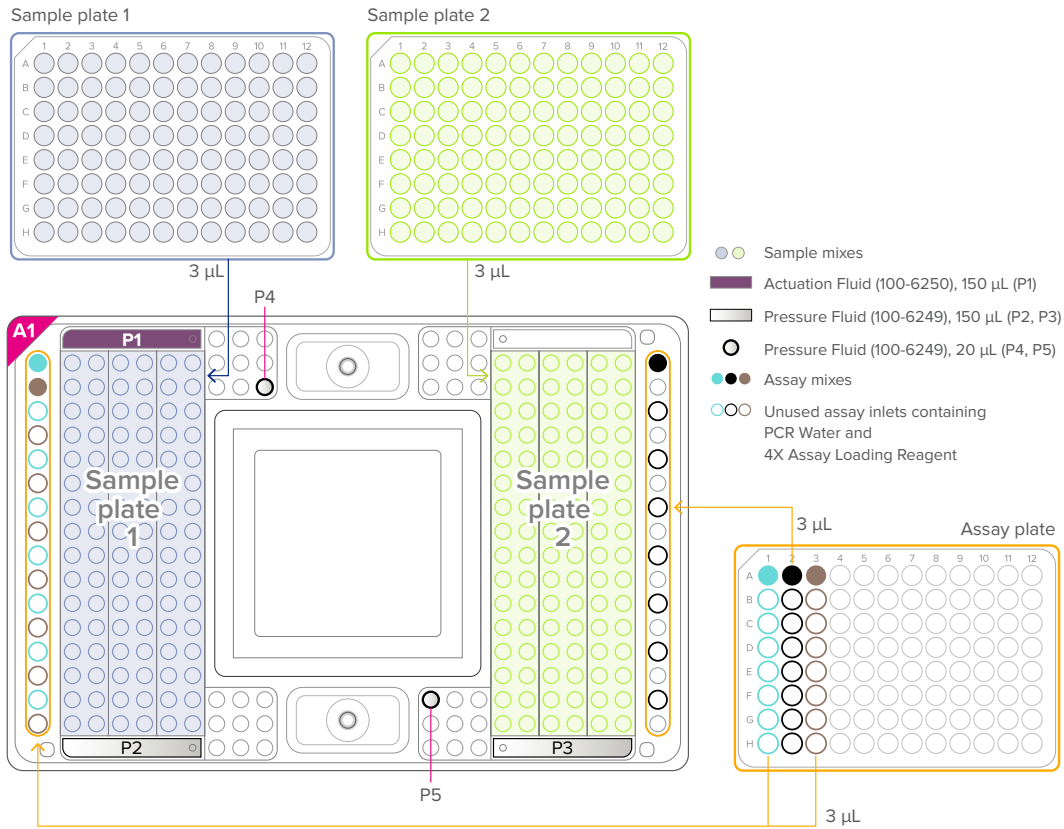 Sample plate 1
Sample plate 2
1 2 3 4 5 6 7 8 9 10 11 12
A
B
C
D
E
F
G
H
1 2 3 4 5 6 7 8 9 10 11 12
A
B
C
D
E
F
G
H
3 µL
3 µL
Sample mixes
Actuation Fluid (100-6250), 150 µL (P1)
Pressure Fluid (100-6249), 150 µL (P2, P3)
Pressure Fluid (100-6249), 20 µL (P4, P5)
Assay mixes
Unused assay inlets containing
PCR Water and
4X Assay Loading Reagent
P4
A1
P1
Sample
plate
1
Sample
plate
2
P2
P3
P5
3 µL
Assay plate
1 2 3 4 5 6 7 8 9 10 11 12
A
B
C
D
E
F
G
H
3 µL